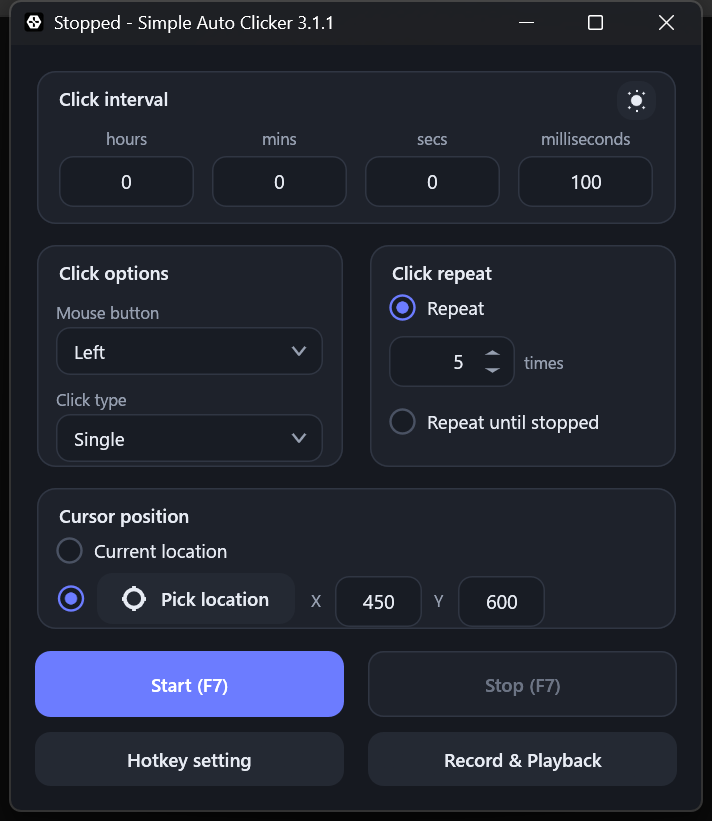 Stopped - Simple Auto Clicker 3.1.1
Click interval
hours mins secs milliseconds
0 0 0 100
Click options
Mouse button
Left
Click type
Single
Click repeat
Repeat
5 times
Repeat until stopped
Cursor position
Current location
Pick location X 450 Y 600
Start (F7) Stop (F7)
Hotkey setting Record & Playback